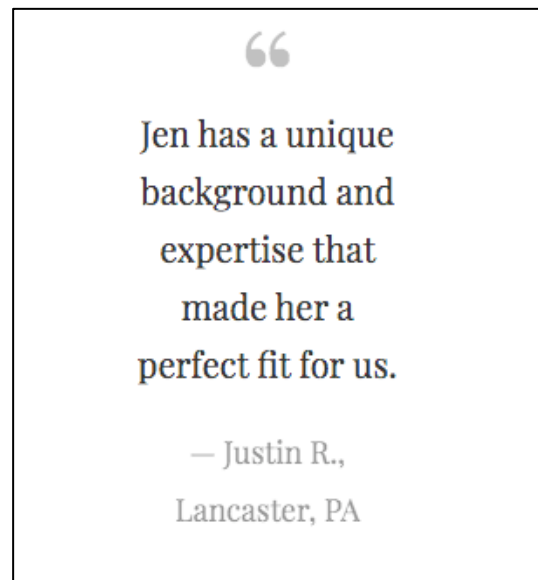 “
Jen has a unique
background and
expertise that
made her a
perfect fit for us.
— Justin R.,
Lancaster, PA